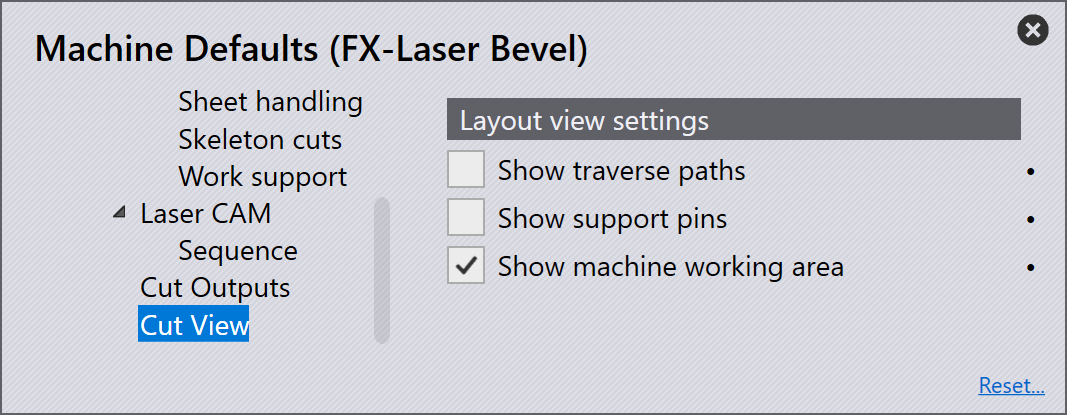 Machine Defaults (FX-Laser Bevel)
Sheet handling
Skeleton cuts
Work support
Laser CAM
Sequence
Cut Outputs
Cut View
Layout view settings
Show traverse paths
Show support pins
Show machine working area
Reset...